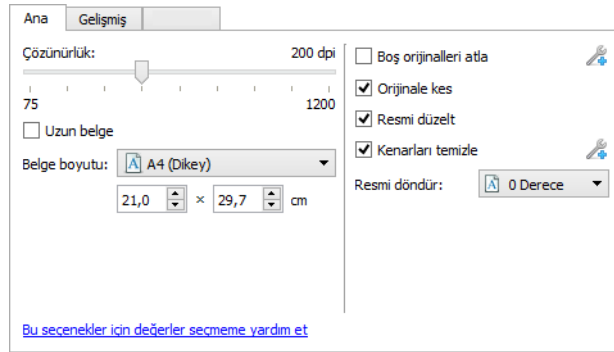 Ana Gelişmiş
Çözünürlük: 200 dpi
75 1200
Uzun belge
Belge boyutu: A4 (Dikey)
21,0 × 29,7 cm
Bu seçenekler için değerler seçmeme yardım et
Boş orijinalleri atla
Orijinale kes
Resmi düzelt
Kenarları temizle
Resmi döndür: 0 Derece